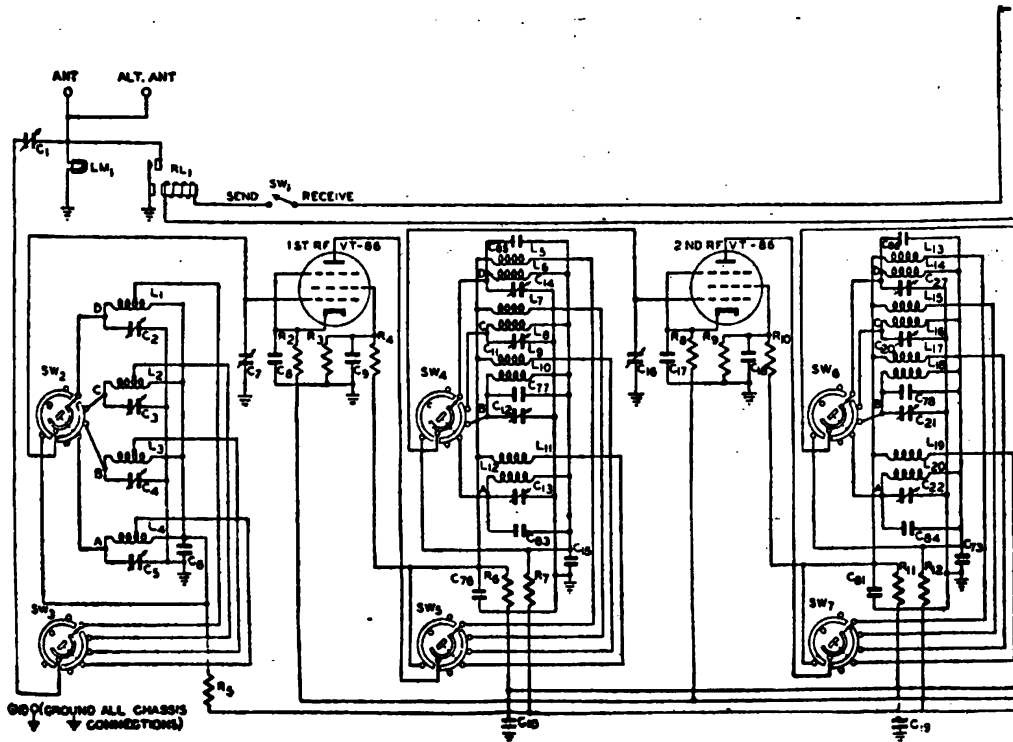 ANT ALT. ANT
C1
LM1
RL1
SEND SW1 RECEIVE
1ST RF VT-86
2ND RF VT-86
L1
D
C2
L2
C
C3
L3
B
C4
L4
A
C5
C6
SW2
SW3
R5
C7
C8
R2
R3
C9
R4
L5
L6
D
C14
L7
C
L8
C11
L9
L10
C77
B
C12
L11
L12
C13
A
C83
C15
SW4
C76
R6
R7
SW5
C16
C17
R8
R9
R10
L13
L14
D
C27
L15
C
L16
C20
L17
L18
C78
B
C21
L19
L20
A
C22
C84
C73
SW6
C81
R11
R12
SW7
(GROUND ALL CHASSIS
CONNECTIONS)
C19